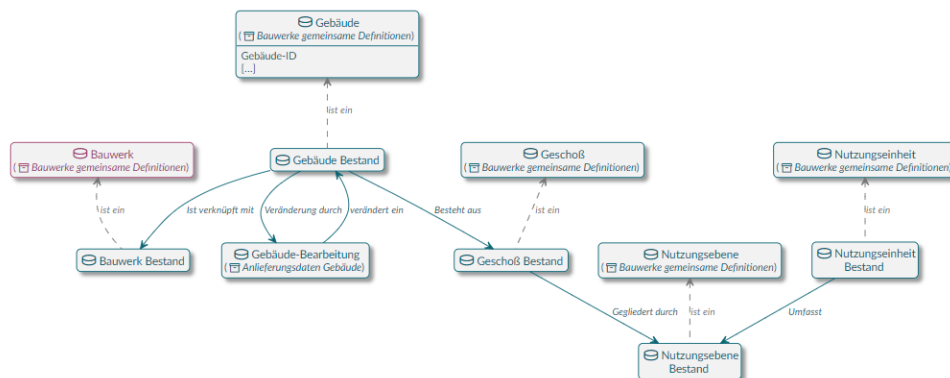 Gebäude
( Bauwerke gemeinsame Definitionen)
Gebäude-ID
[...]
ist ein
Bauwerk
( Bauwerke gemeinsame Definitionen)
Gebäude Bestand
Geschoß
( Bauwerke gemeinsame Definitionen)
Nutzungseinheit
( Bauwerke gemeinsame Definitionen)
ist ein
Ist verknüpft mit
Veränderung durch
verändert ein
Besteht aus
ist ein
ist ein
Bauwerk Bestand
Gebäude-Bearbeitung
( Anlieferungsdaten Gebäude)
Geschoß Bestand
Nutzungsebene
( Bauwerke gemeinsame Definitionen)
Nutzungseinheit
Bestand
Gegliedert durch
ist ein
Umfasst
Nutzungsebene
Bestand